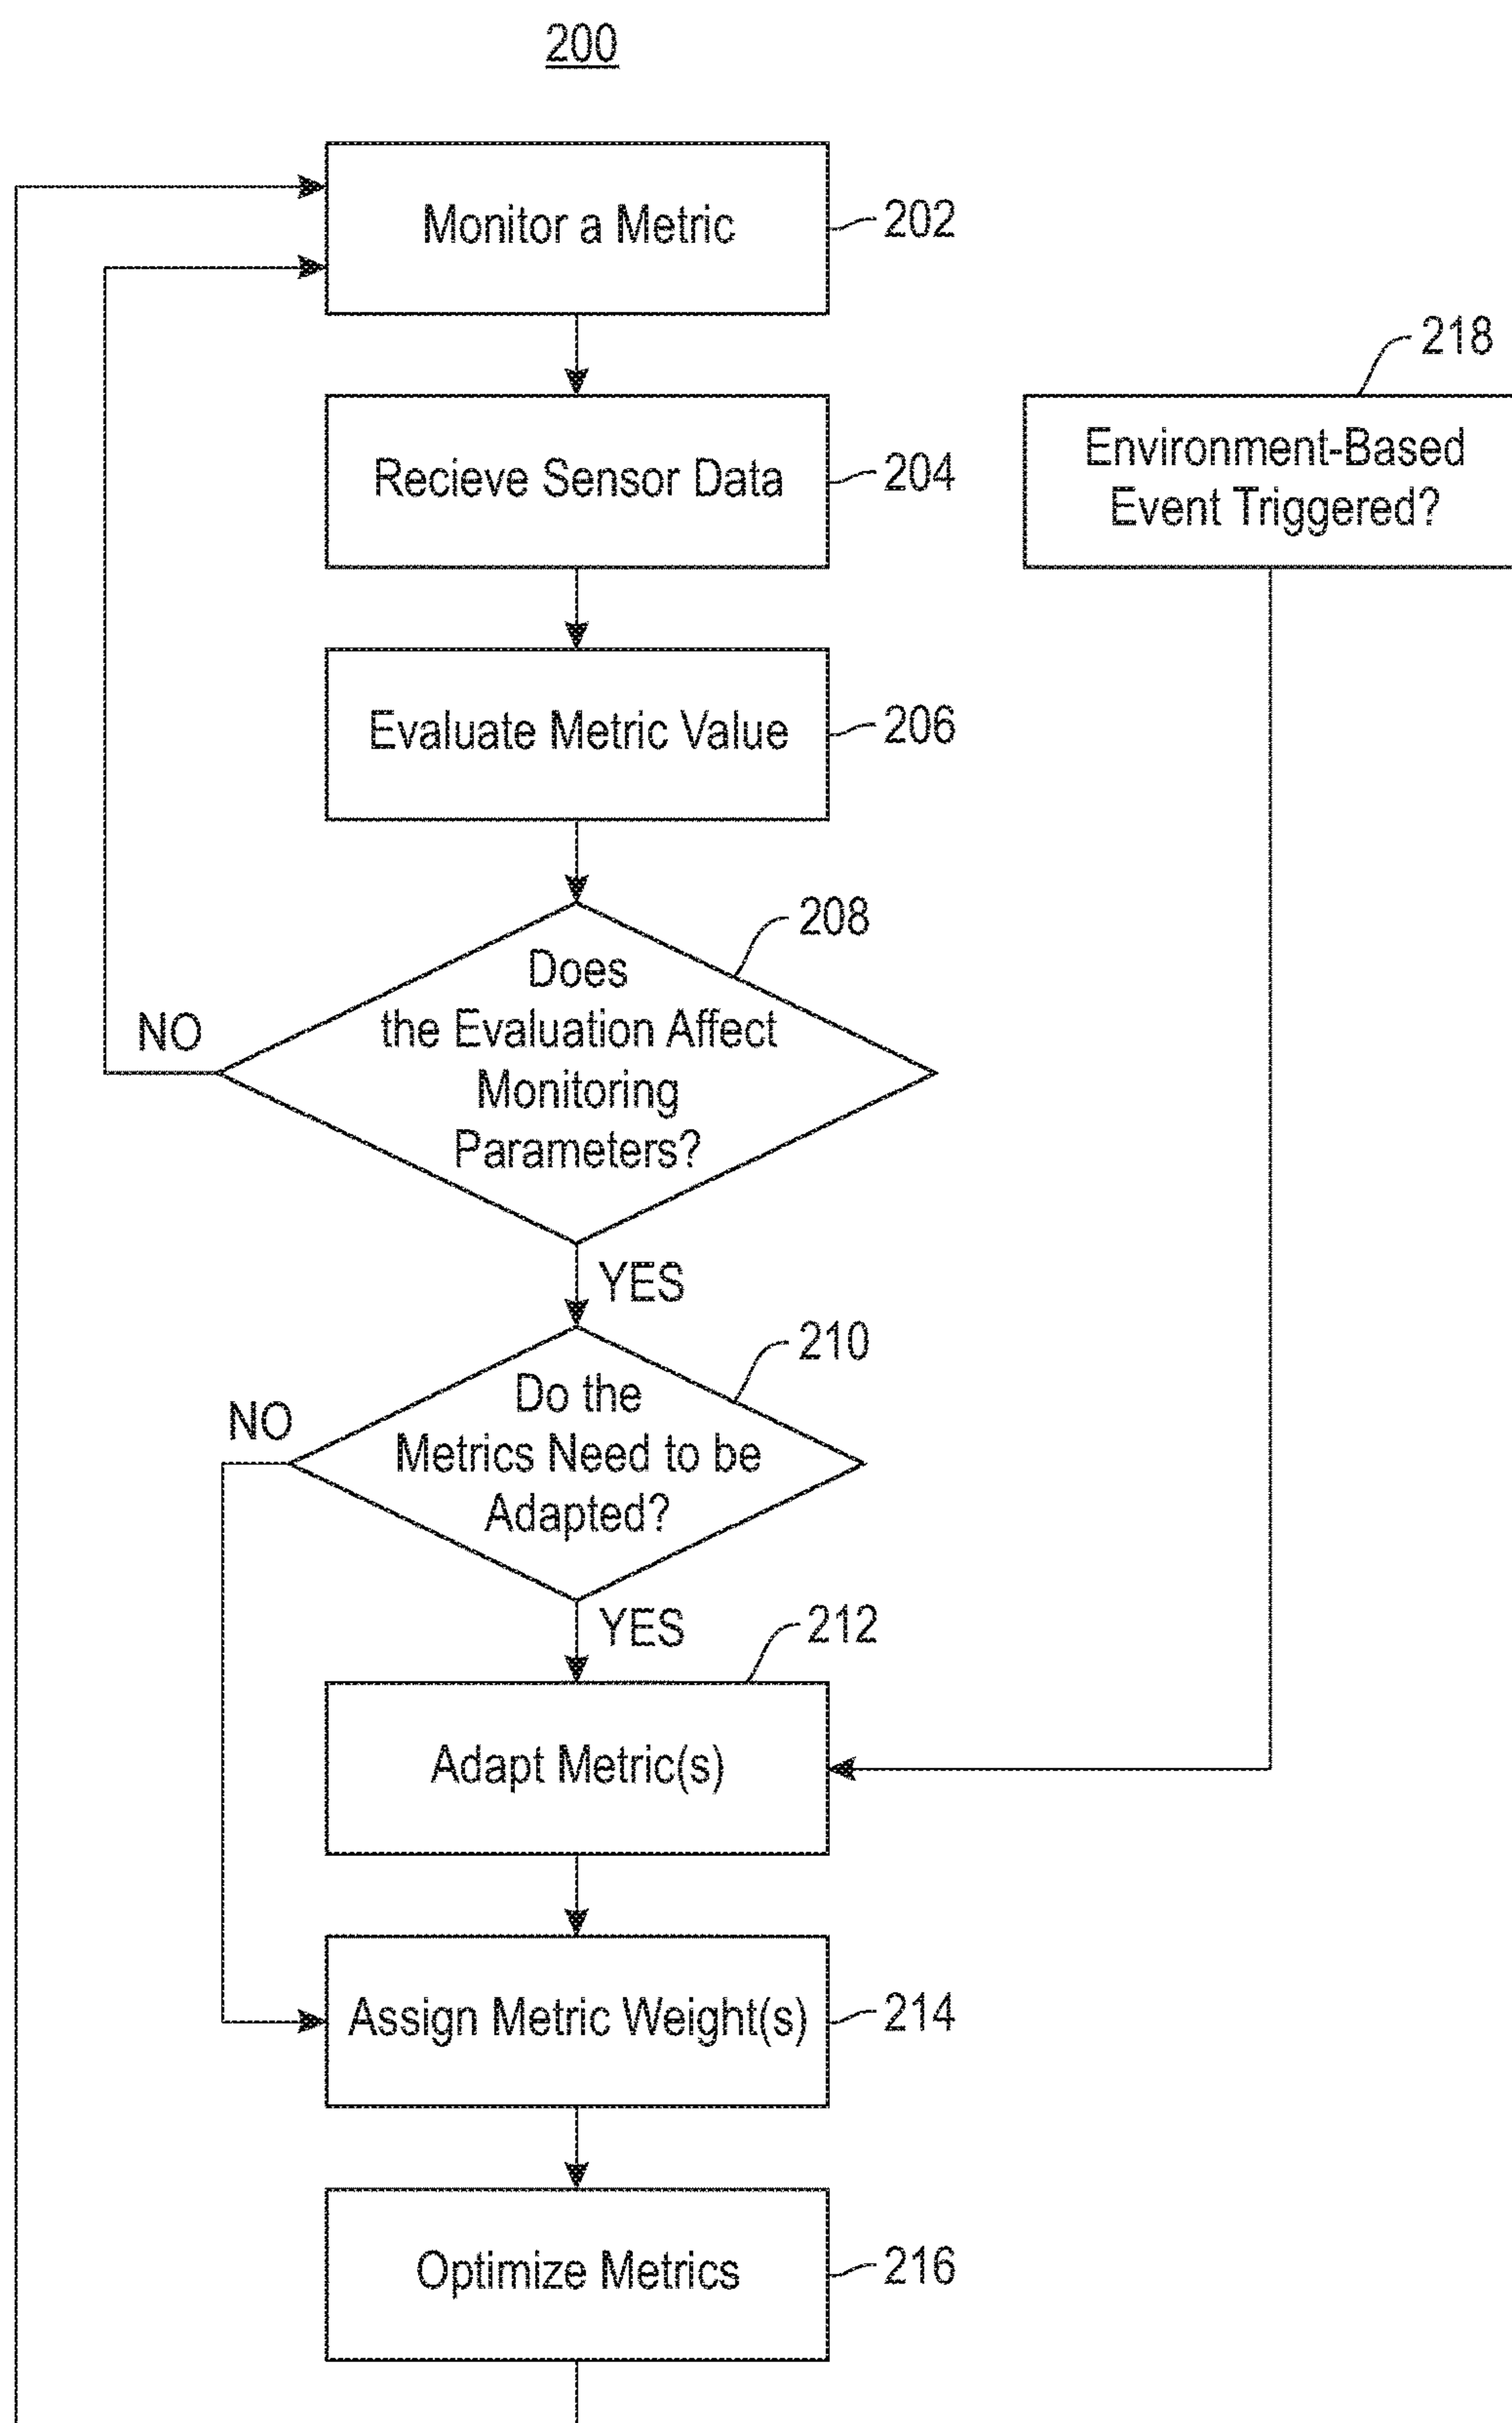 200
Monitor a Metric
202
Recieve Sensor Data
204
218
Environment-Based
Event Triggered?
Evaluate Metric Value
206
208
Does
the Evaluation Affect
Monitoring
Parameters?
NO
YES
210
Do the
Metrics Need to be
Adapted?
NO
YES
212
Adapt Metric(s)
Assign Metric Weight(s)
214
Optimize Metrics
216